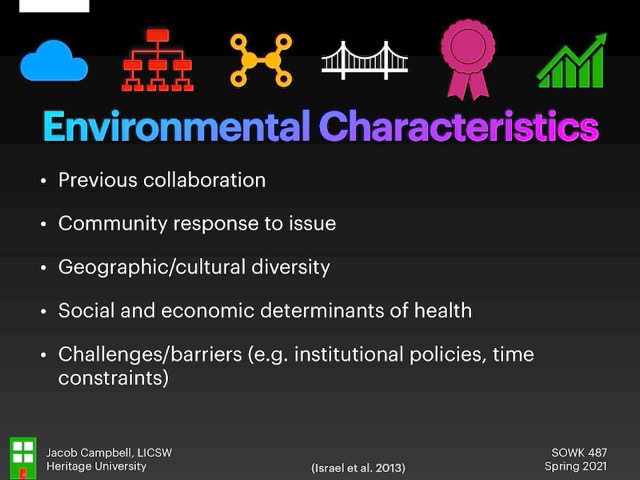 Environmental Characteristics
• Previous collaboration
• Community response to issue
• Geographic/cultural diversity
• Social and economic determinants of health
• Challenges/barriers (e.g. institutional policies, time
constraints)
Jacob Campbell, LICSW
Heritage University
(Israel et al. 2013)
SOWK 487
Spring 2021